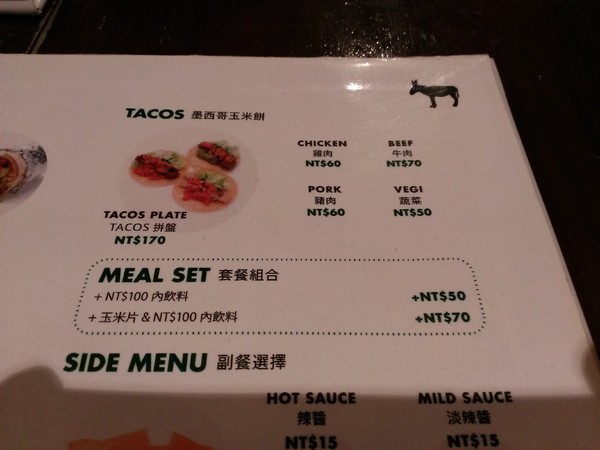 TACOS 墨西哥玉米餅
CHICKEN
雞肉
NT$60
BEEF
牛肉
NT$70
PORK
豬肉
NT$60
VEGI
蔬菜
NT$50
TACOS PLATE
TACOS 拼盤
NT$170
MEAL SET 套餐組合
+ NT$100 內飲料 +NT$50
+ 玉米片 & NT$100 內飲料 +NT$70
SIDE MENU 副餐選擇
HOT SAUCE
辣醬
NT$15
MILD SAUCE
淡辣醬
NT$15